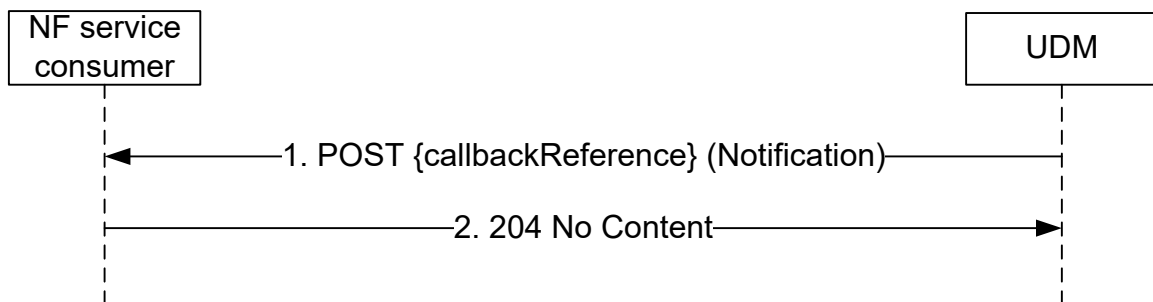 NF service
consumer
UDM
1. POST {callbackReference} (Notification)
2. 204 No Content